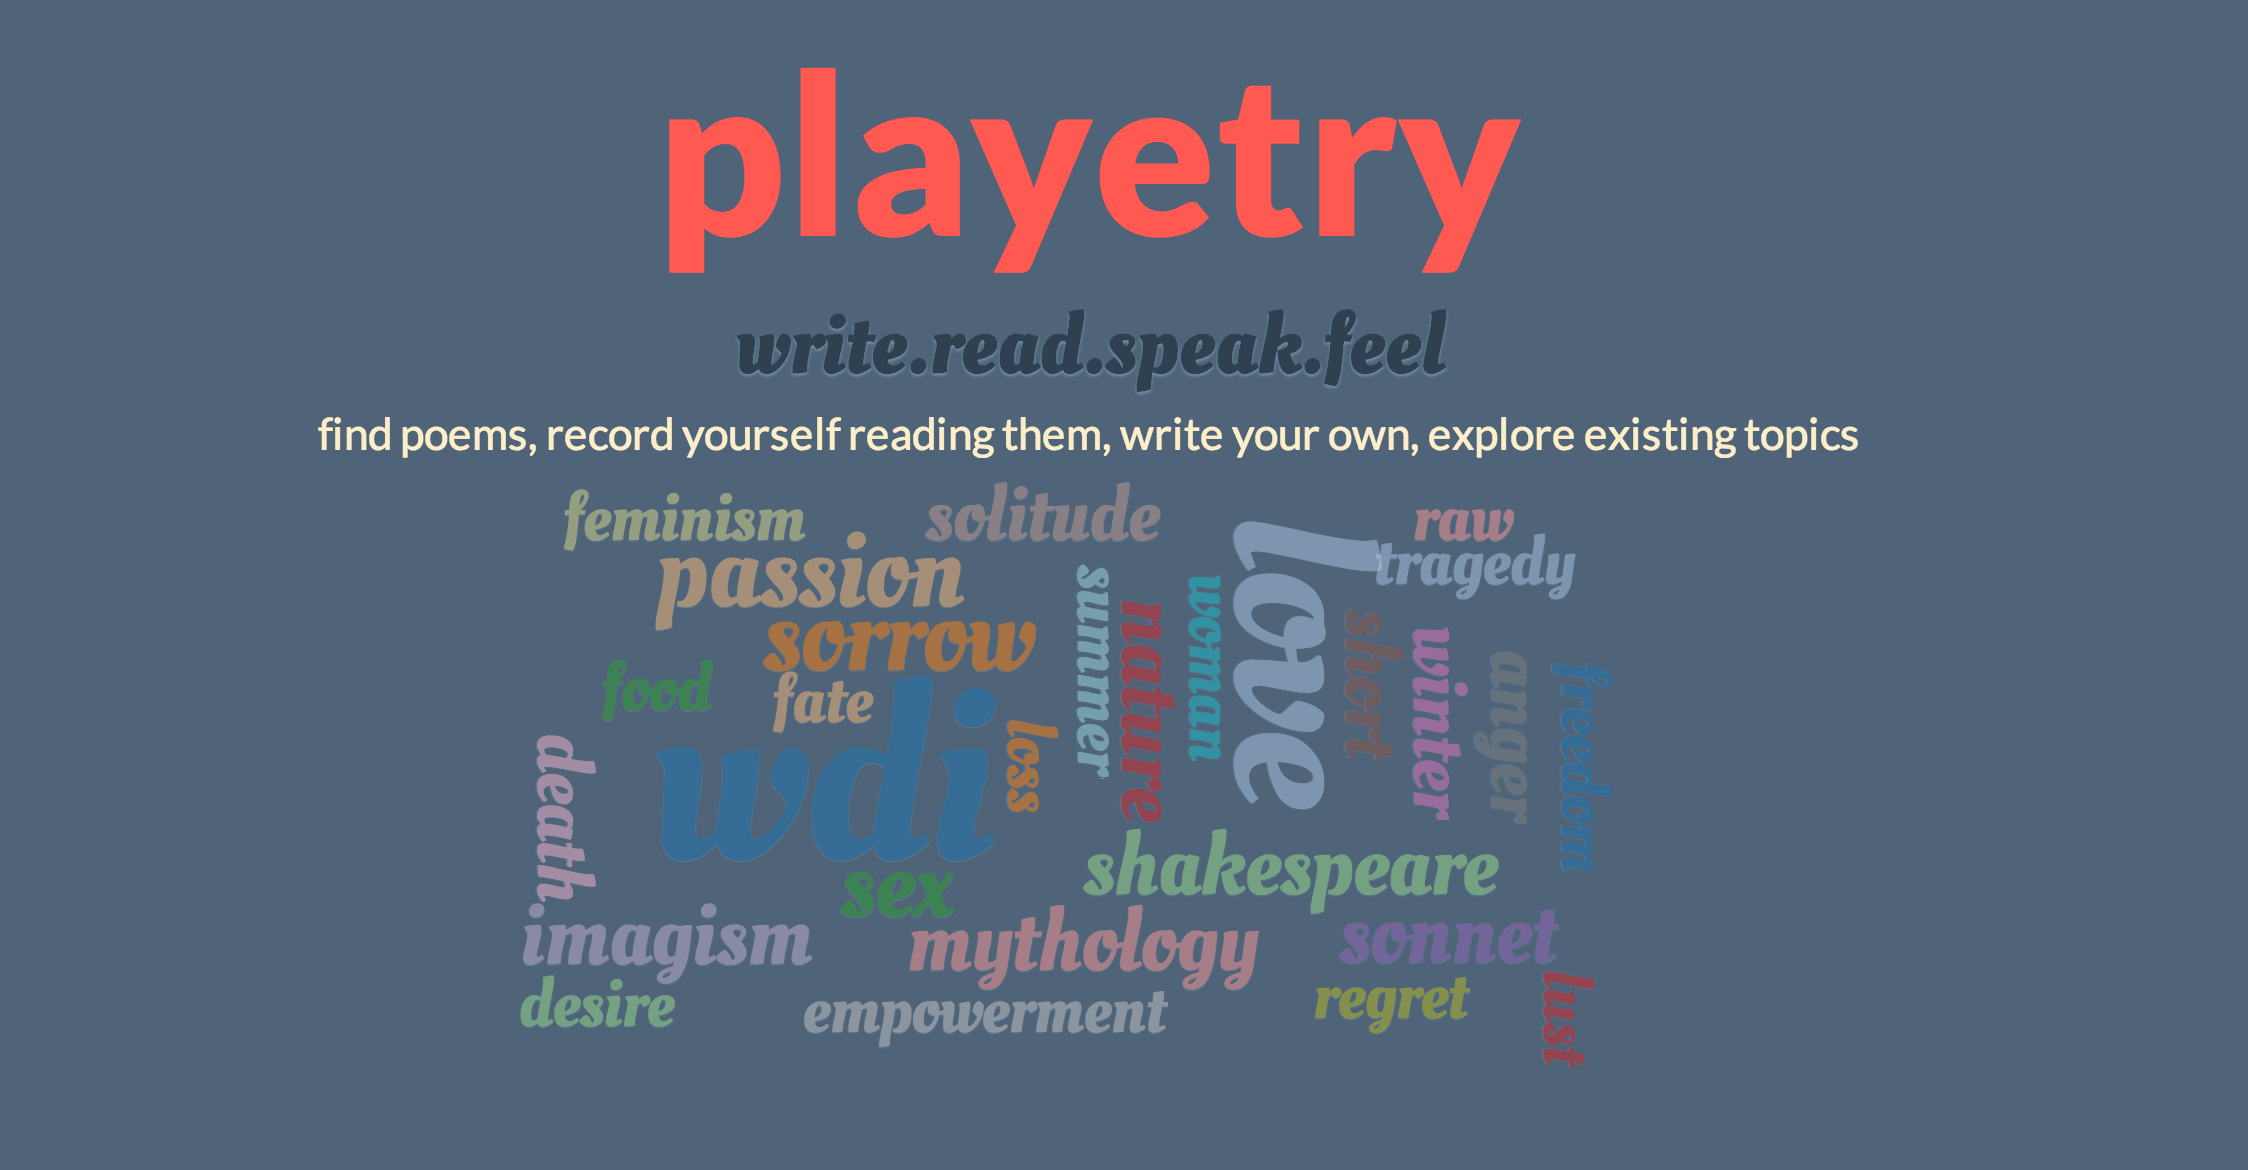 playetry
write.read.speak.feel
find poems, record yourself reading them, write your own, explore existing topics
feminism
solitude
raw
passion
love
tragedy
sorrow
summer
nature
woman
short
winter
anger
freedom
food
fate
wdi
loss
death
shakespeare
sex
imagism
mythology
sonnet
desire
empowerment
regret
lust